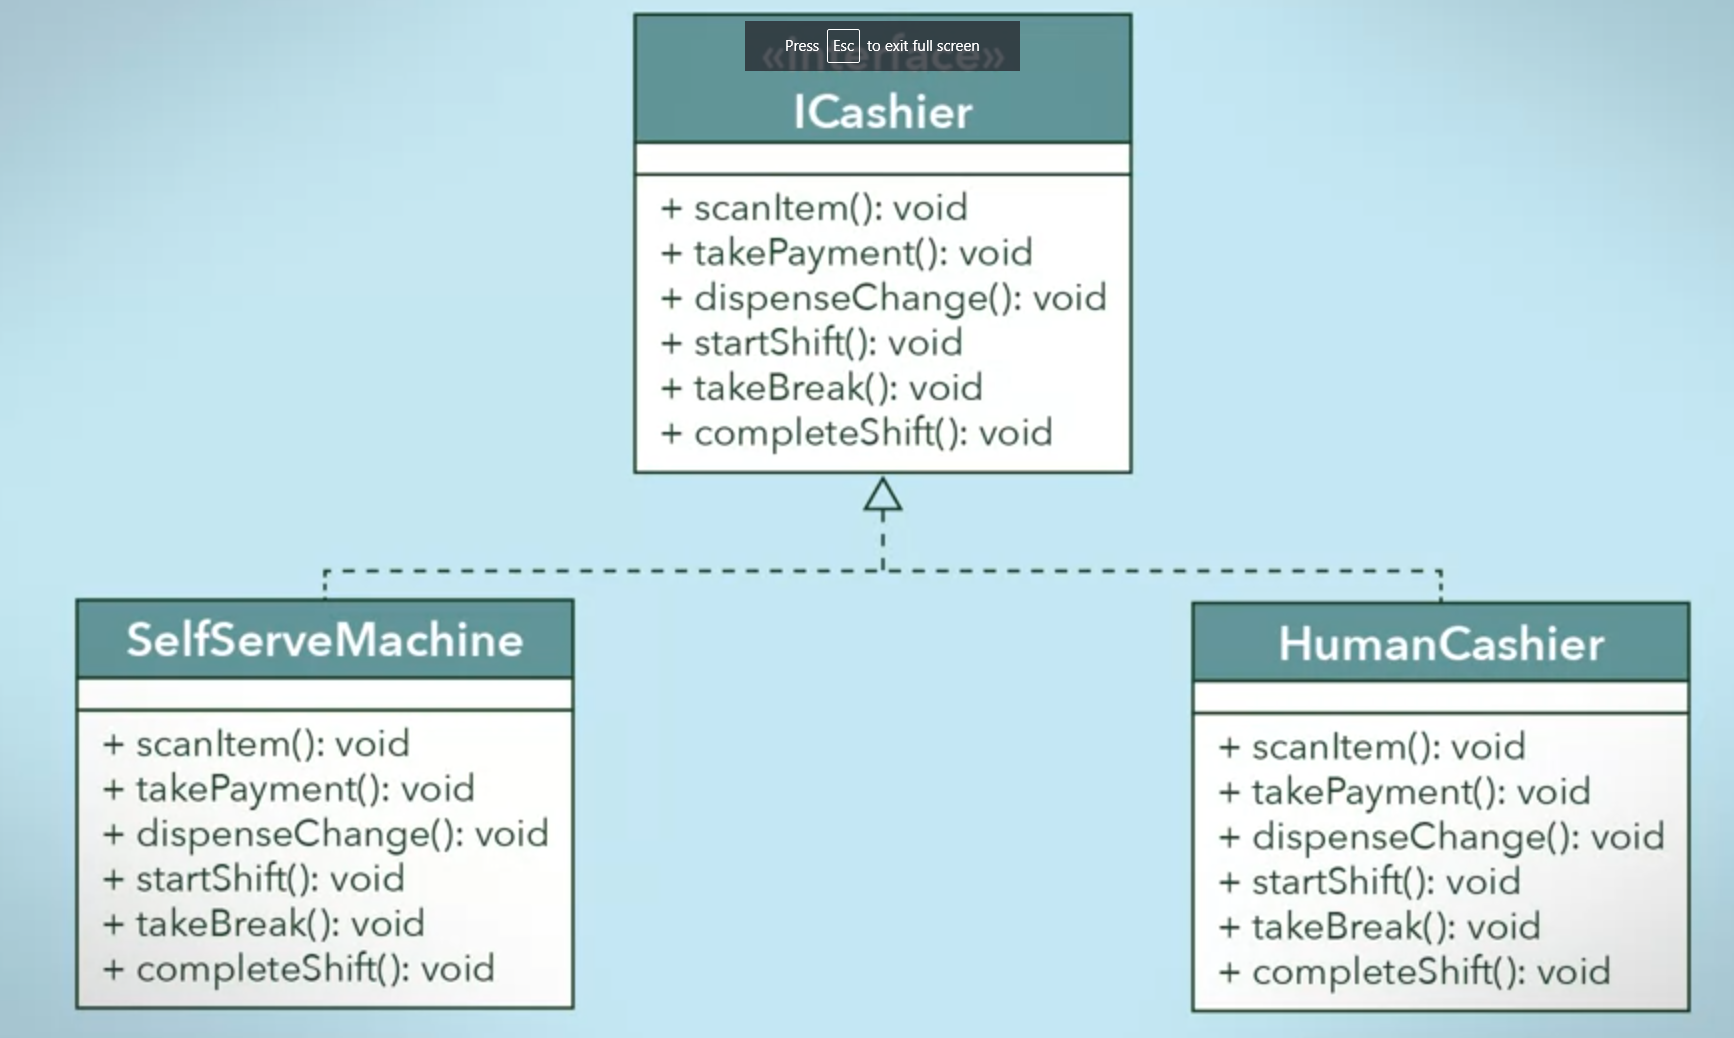 Press Esc to exit full screen
«interface»
ICashier
+ scanItem(): void
+ takePayment(): void
+ dispenseChange(): void
+ startShift(): void
+ takeBreak(): void
+ completeShift(): void
SelfServeMachine
+ scanItem(): void
+ takePayment(): void
+ dispenseChange(): void
+ startShift(): void
+ takeBreak(): void
+ completeShift(): void
HumanCashier
+ scanItem(): void
+ takePayment(): void
+ dispenseChange(): void
+ startShift(): void
+ takeBreak(): void
+ completeShift(): void